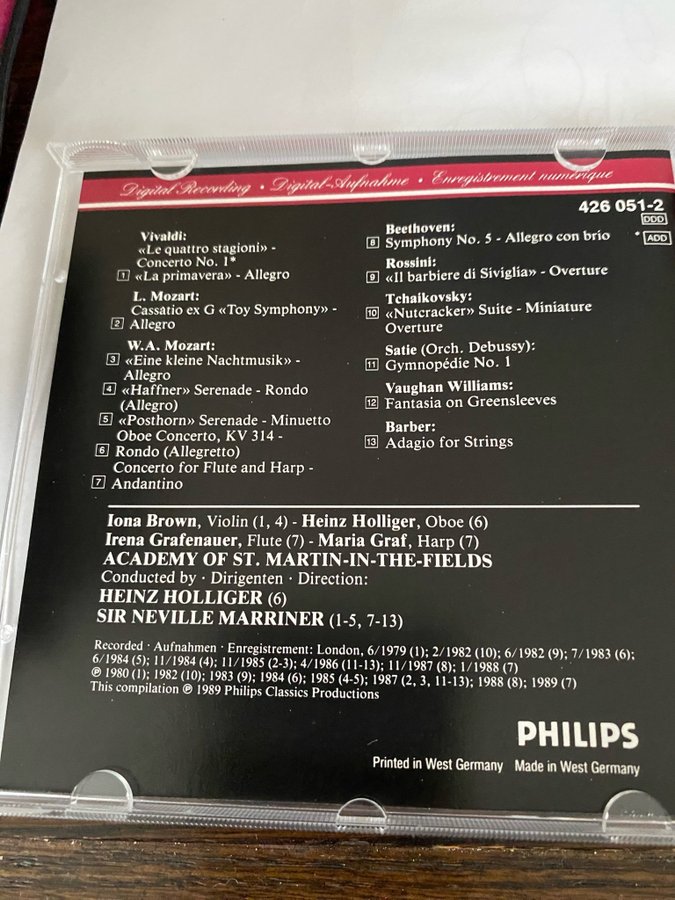 Digital Recording · Digital-Aufnahme · Enregistrement numérique
426 051-2
DDD
* ADD
Vivaldi:
«Le quattro stagioni» -
Concerto No. 1*
1 «La primavera» - Allegro
L. Mozart:
Cassatio ex G «Toy Symphony» -
2 Allegro
W.A. Mozart:
3 «Eine kleine Nachtmusik» -
Allegro
4 «Haffner» Serenade - Rondo
(Allegro)
5 «Posthorn» Serenade - Minuetto
Oboe Concerto, KV 314 -
6 Rondo (Allegretto)
Concerto for Flute and Harp -
7 Andantino
Beethoven:
8 Symphony No. 5 - Allegro con brio
Rossini:
9 «Il barbiere di Siviglia» - Overture
Tchaikovsky:
10 «Nutcracker» Suite - Miniature
Overture
Satie (Orch. Debussy):
11 Gymnopédie No. 1
Vaughan Williams:
12 Fantasia on Greensleeves
Barber:
13 Adagio for Strings
Iona Brown, Violin (1, 4) - Heinz Holliger, Oboe (6)
Irena Grafenauer, Flute (7) - Maria Graf, Harp (7)
ACADEMY OF ST. MARTIN-IN-THE-FIELDS
Conducted by · Dirigenten · Direction:
HEINZ HOLLIGER (6)
SIR NEVILLE MARRINER (1-5, 7-13)
Recorded · Aufnahmen · Enregistrement: London, 6/1979 (1); 2/1982 (10); 6/1982 (9); 7/1983 (6);
6/1984 (5); 11/1984 (4); 11/1985 (2-3); 4/1986 (11-13); 11/1987 (8); 1/1988 (7)
℗ 1980 (1); 1982 (10); 1983 (9); 1984 (6); 1985 (4-5); 1987 (2, 3, 11-13); 1988 (8); 1989 (7)
This compilation ℗ 1989 Philips Classics Productions
PHILIPS
Printed in West Germany Made in West Germany